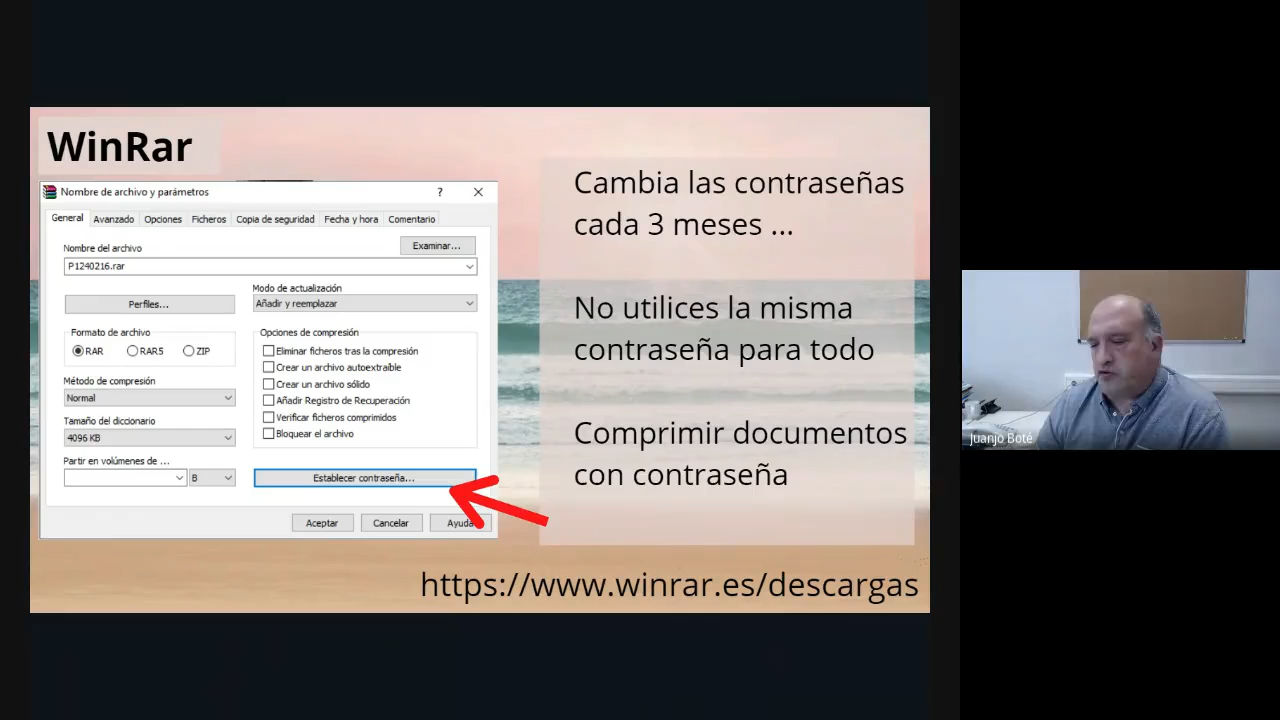 WinRar
Nombre de archivo y parámetros
?
General Avanzado Opciones Ficheros Copia de seguridad Fecha y hora Comentario
Nombre del archivo
Examinar...
P1240216.rar
Perfiles...
Modo de actualización
Añadir y reemplazar
Formato de archivo
RAR RAR5 ZIP
Método de compresión
Normal
Tamaño del diccionario
4096 KB
Partir en volúmenes de ...
B
Opciones de compresión
Eliminar ficheros tras la compresión
Crear un archivo autoextraíble
Crear un archivo sólido
Añadir Registro de Recuperación
Verificar ficheros comprimidos
Bloquear el archivo
Establecer contraseña...
Aceptar Cancelar Ayuda
Cambia las contraseñas
cada 3 meses ...
No utilices la misma
contraseña para todo
Comprimir documentos
con contraseña
https://www.winrar.es/descargas
Juanjo Boté